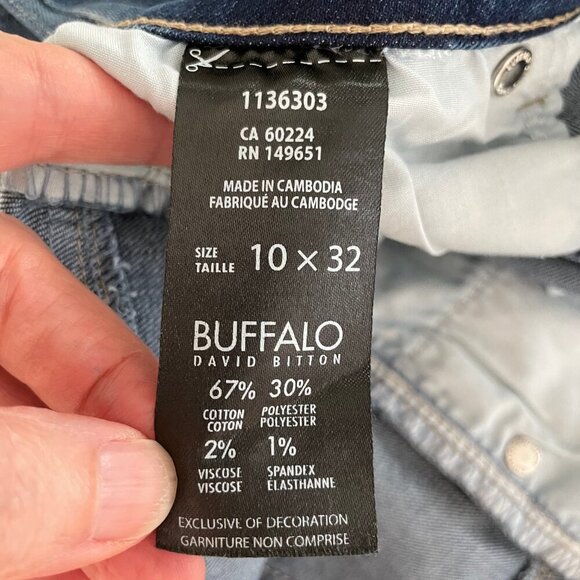 1136303
CA 60224
RN 149651
MADE IN CAMBODIA
FABRIQUÉ AU CAMBODGE
SIZE
TAILLE 10 × 32
BUFFALO
DAVID BITTON
67% 30%
COTTON POLYESTER
COTON POLYESTER
2% 1%
VISCOSE SPANDEX
VISCOSE ÉLASTHANNE
EXCLUSIVE OF DECORATION
GARNITURE NON COMPRISE